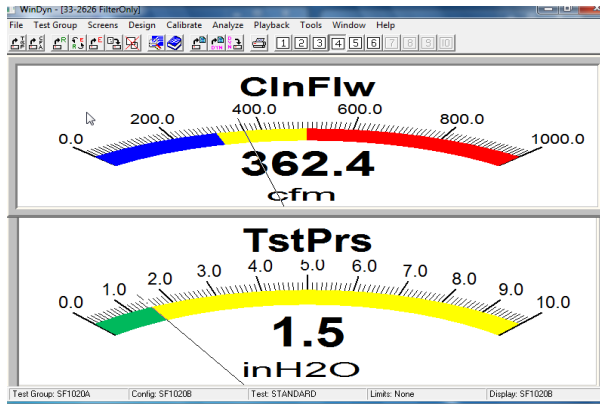 WinDyn - [33-2626 FilterOnly]
File Test Group Screens Design Calibrate Analyze Playback Tools Window Help
1 2 3 4 5 6 7 8 9 10
ClnFlw
0.0 200.0 400.0 600.0 800.0 1000.0
362.4
cfm
TstPrs
0.0 1.0 2.0 3.0 4.0 5.0 6.0 7.0 8.0 9.0 10.0
1.5
inH2O
Test Group: SF1020A Config: SF1020B Test: STANDARD Limits: None Display: SF1020B